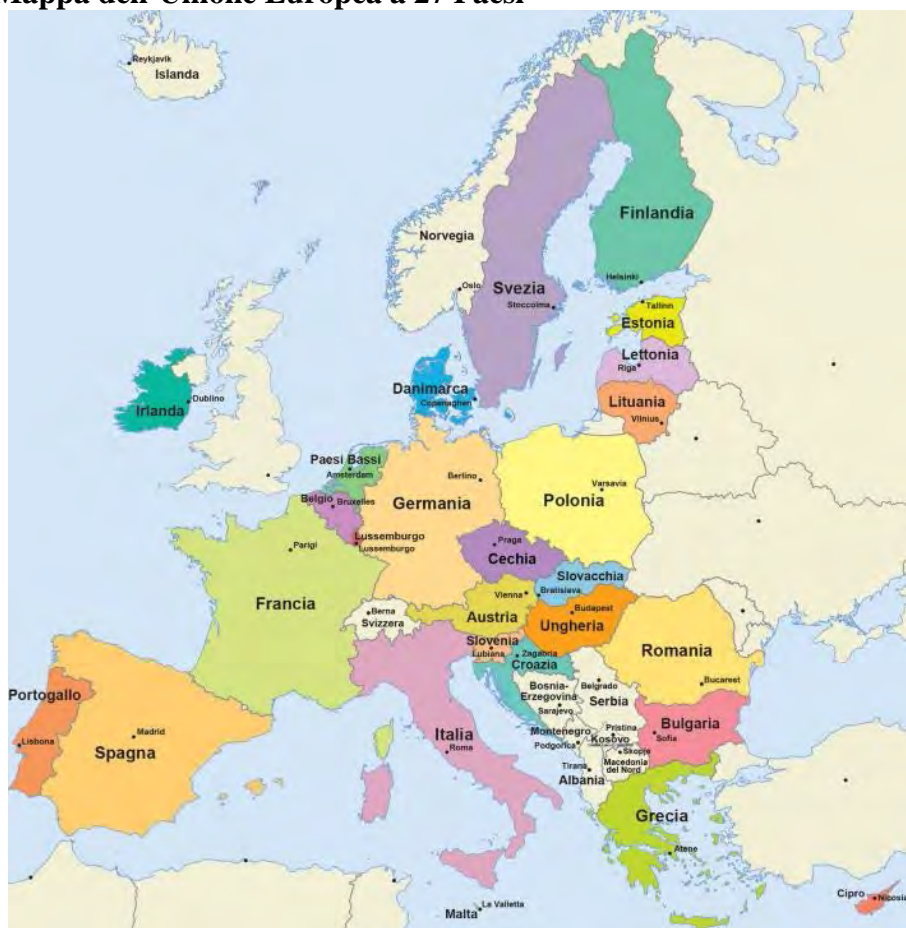 Mappa dell'Unione Europea a 27 Paesi
Reykjavik
Islanda
Finlandia
Norvegia
Helsinki
Oslo
Svezia
Stoccolma
Tallinn
Estonia
Lettonia
Riga
Danimarca
Copenaghen
Lituania
Vilnius
Dublino
Irlanda
Paesi Bassi
Amsterdam
Berlino
Varsavia
Belgio
Bruxelles
Germania
Polonia
Lussemburgo
Lussemburgo
Parigi
Praga
Cechia
Slovacchia
Bratislava
Vienna
Francia
Berna
Svizzera
Austria
Budapest
Ungheria
Slovenia
Lubiana
Zagabria
Croazia
Romania
Bucarest
Bosnia-
Erzegovina
Sarajevo
Belgrado
Serbia
Portogallo
Lisbona
Madrid
Spagna
Italia
Roma
Montenegro
Podgorica
Pristina
Kosovo
Bulgaria
Sofia
Skopje
Macedonia
del Nord
Tirana
Albania
Grecia
Atene
Malta
La Valletta
Cipro
Nicosia